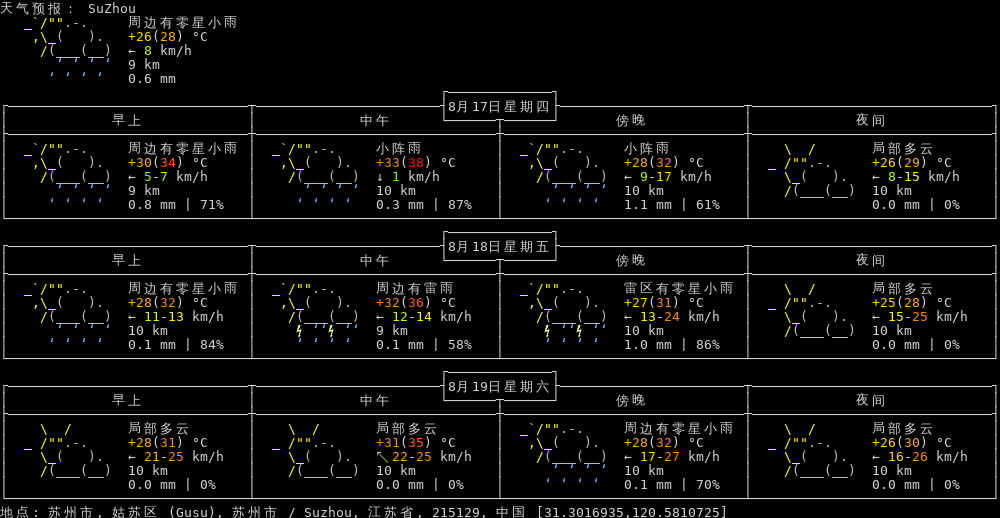 天气预报: SuZhou
周边有零星小雨
+26(28) °C
← 8 km/h
9 km
0.6 mm
8月17日星期四
早上 中午 傍晚 夜间
周边有零星小雨 小阵雨 小阵雨 局部多云
+30(34) °C +33(38) °C +28(32) °C +26(29) °C
← 5-7 km/h ↓ 1 km/h ← 9-17 km/h ← 8-15 km/h
9 km 10 km 10 km 10 km
0.8 mm | 71% 0.3 mm | 87% 1.1 mm | 61% 0.0 mm | 0%
8月18日星期五
早上 中午 傍晚 夜间
周边有零星小雨 周边有雷雨 雷区有零星小雨 局部多云
+28(32) °C +32(36) °C +27(31) °C +25(28) °C
← 11-13 km/h ← 12-14 km/h ← 13-24 km/h ← 15-25 km/h
10 km 9 km 10 km 10 km
0.1 mm | 84% 0.1 mm | 58% 1.0 mm | 86% 0.0 mm | 0%
8月19日星期六
早上 中午 傍晚 夜间
局部多云 局部多云 周边有零星小雨 局部多云
+28(31) °C +31(35) °C +28(32) °C +26(30) °C
← 21-25 km/h ↖ 22-25 km/h ← 17-27 km/h ← 16-26 km/h
10 km 10 km 10 km 10 km
0.0 mm | 0% 0.0 mm | 0% 0.1 mm | 70% 0.0 mm | 0%
地点: 苏州市, 姑苏区 (Gusu), 苏州市 / Suzhou, 江苏省, 215129, 中国 [31.3016935,120.5810725]